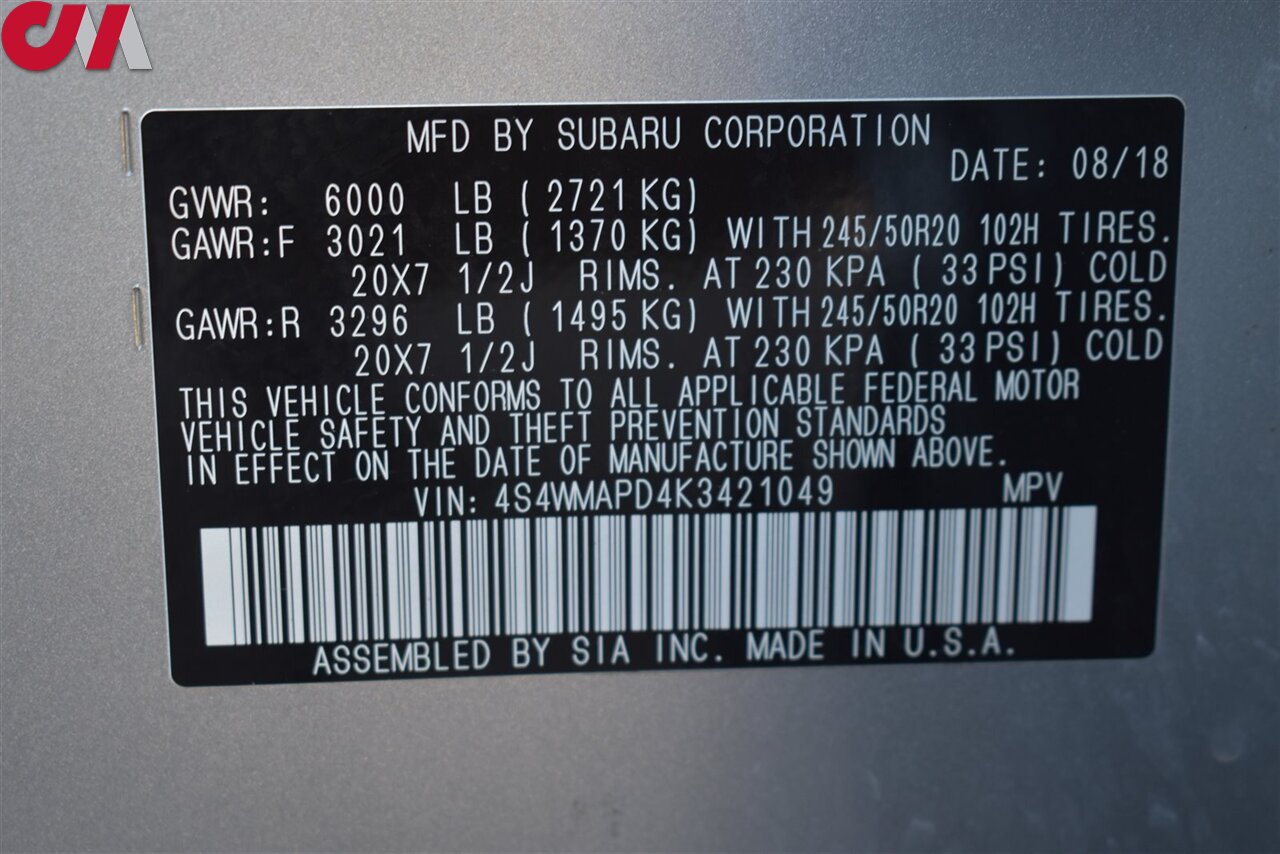 CM
MFD BY SUBARU CORPORATION
DATE: 08/18
GVWR: 6000 LB ( 2721 KG)
GAWR:F 3021 LB ( 1370 KG) WITH 245/50R20 102H TIRES.
20X7 1/2J RIMS. AT 230 KPA ( 33 PSI) COLD
GAWR:R 3296 LB ( 1495 KG) WITH 245/50R20 102H TIRES.
20X7 1/2J RIMS. AT 230 KPA ( 33 PSI) COLD
THIS VEHICLE CONFORMS TO ALL APPLICABLE FEDERAL MOTOR
VEHICLE SAFETY AND THEFT PREVENTION STANDARDS
IN EFFECT ON THE DATE OF MANUFACTURE SHOWN ABOVE.
VIN: 4S4WMAPD4K3421049 MPV
ASSEMBLED BY SIA INC. MADE IN U.S.A.